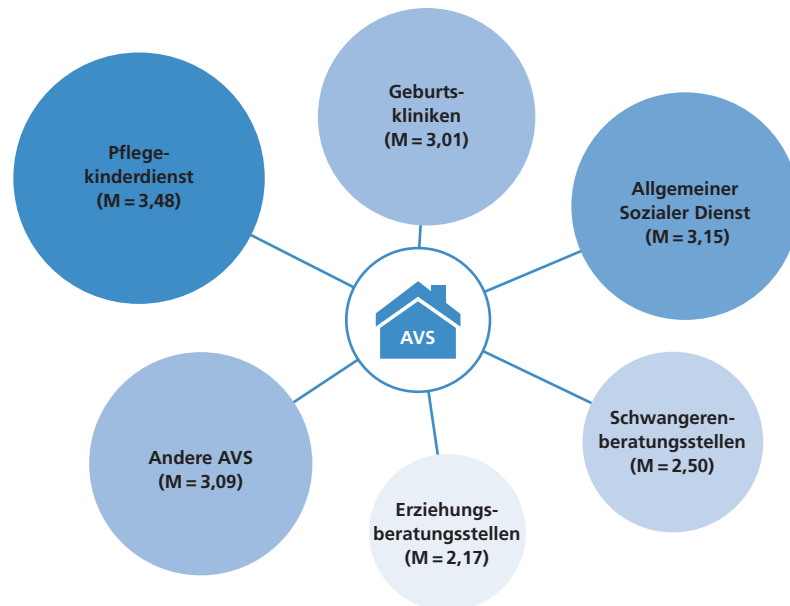 Geburts-
kliniken
(M = 3,01)
Pflege-
kinderdienst
(M = 3,48)
Allgemeiner
Sozialer Dienst
(M = 3,15)
AVS
Schwangeren-
beratungsstellen
(M = 2,50)
Andere AVS
(M = 3,09)
Erziehungs-
beratungsstellen
(M = 2,17)